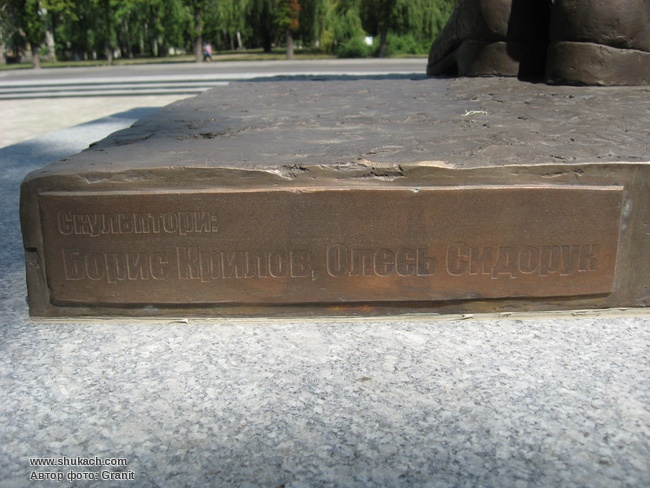 Скульптори:
Борис Крилов, Олесь Сидорук
www.shukach.com
Автор фото: Granit